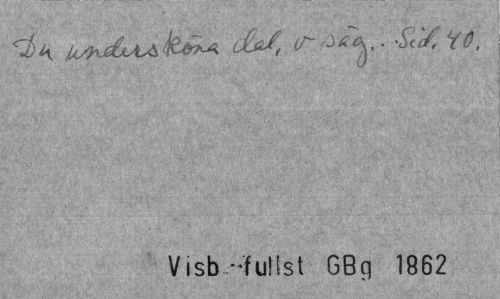 Du undersköna dal, o säg.. Sid. 40.
Visb fullst GBg 1862